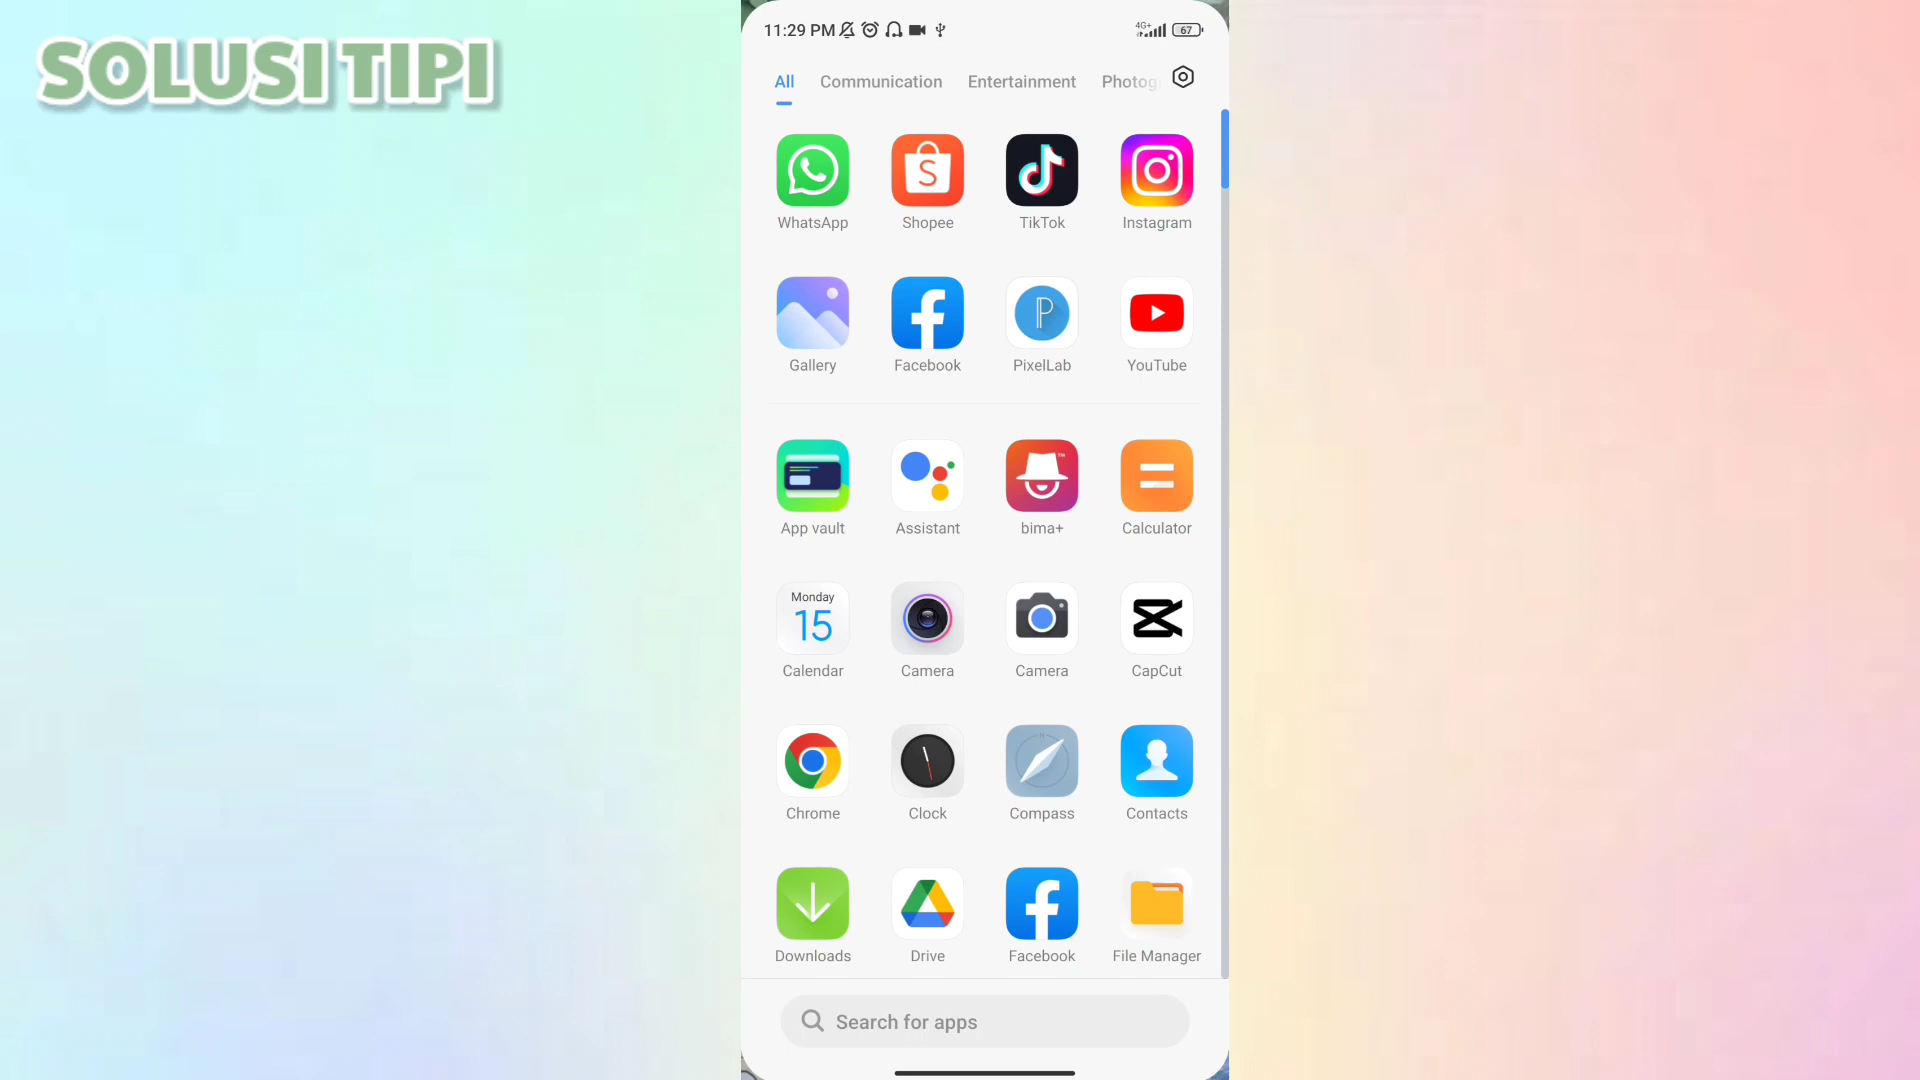 SOLUSI TIPI
11:29 PM 4G+ 67
All Communication Entertainment Photog
WhatsApp Shopee TikTok Instagram
Gallery Facebook PixelLab YouTube
App vault Assistant bima+ Calculator
Monday
15
Calendar Camera Camera CapCut
Chrome Clock Compass Contacts
Downloads Drive Facebook File Manager
Search for apps